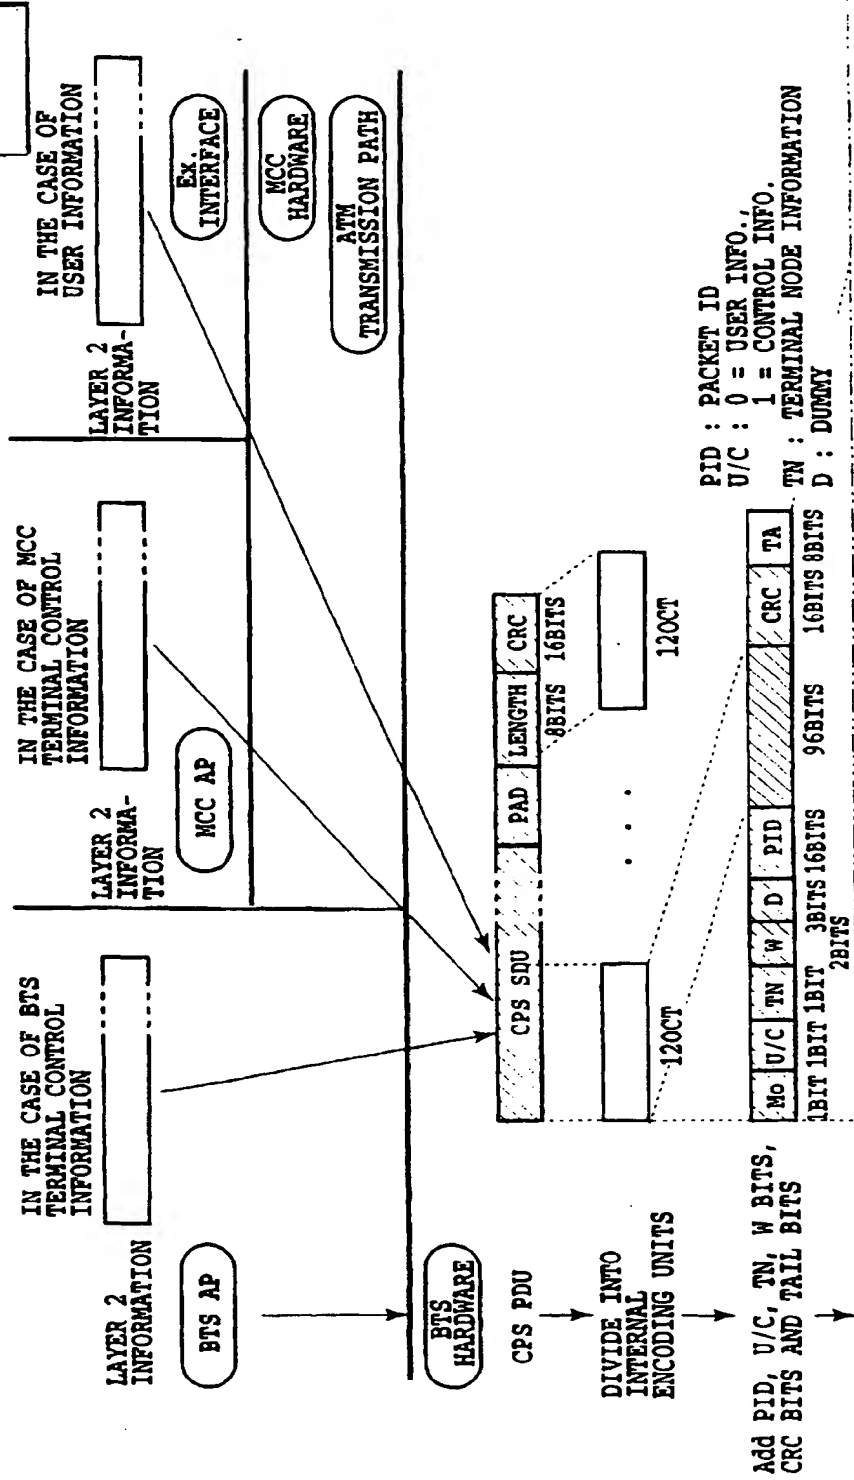 IN THE CASE OF BTS
TERMINAL CONTROL
INFORMATION
LAYER 2
INFORMATION
BTS AP
IN THE CASE OF MCC
TERMINAL CONTROL
INFORMATION
LAYER 2
INFORMA-
TION
MCC AP
IN THE CASE OF
USER INFORMATION
LAYER 2
INFORMA-
TION
Ex.
INTERFACE
MCC
HARDWARE
ATM
TRANSMISSION PATH
BTS
HARDWARE
CPS PDU
CPS SDU
PAD
LENGTH
CRC
8BITS
16BITS
DIVIDE INTO
INTERNAL
ENCODING UNITS
12OCT
12OCT
Add PID, U/C, TN, W BITS,
CRC BITS AND TAIL BITS
Mo
U/C
TN
W
D
PID
CRC
TA
1BIT
1BIT
1BIT
2BITS
3BITS
16BITS
96BITS
16BITS
8BITS
PID : PACKET ID
U/C : 0 = USER INFO.,
1 = CONTROL INFO.
TN : TERMINAL NODE INFORMATION
D : DUMMY